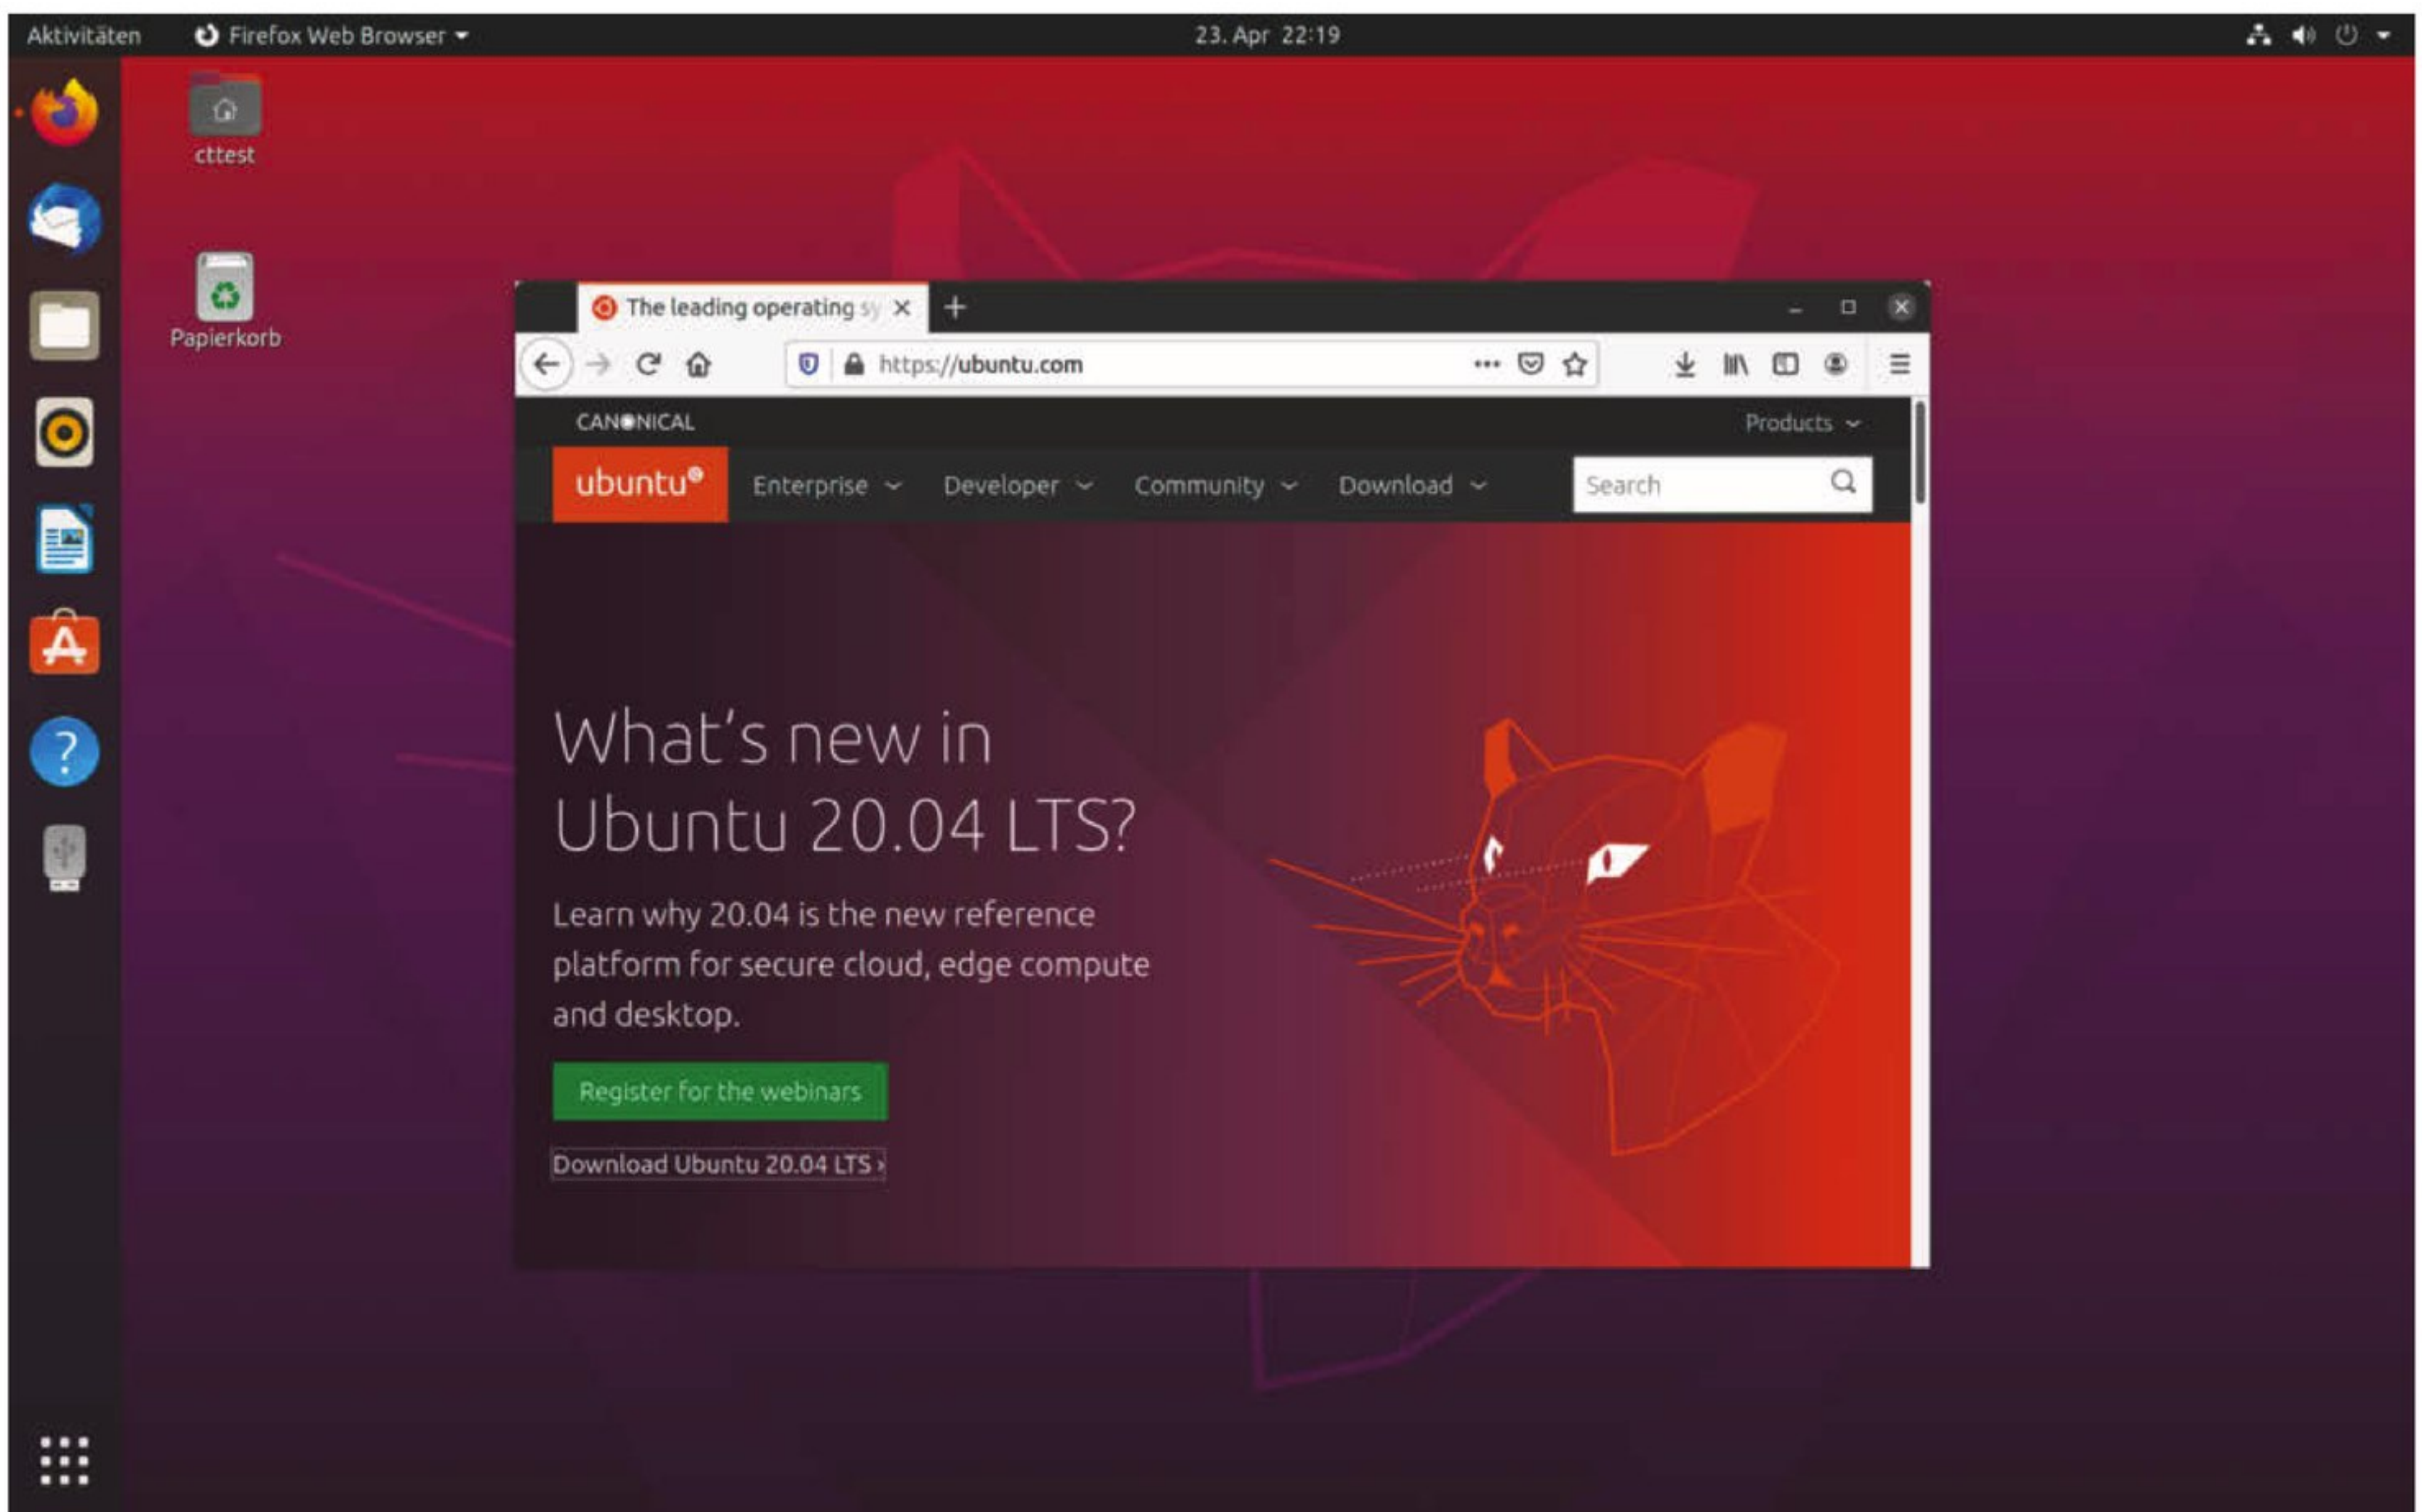 Aktivitäten Firefox Web Browser 23. Apr 22:19
cttest
Papierkorb
The leading operating sy
https://ubuntu.com
CANONICAL Products
ubuntu Enterprise Developer Community Download Search
What's new in
Ubuntu 20.04 LTS?
Learn why 20.04 is the new reference
platform for secure cloud, edge compute
and desktop.
Register for the webinars
Download Ubuntu 20.04 LTS ›